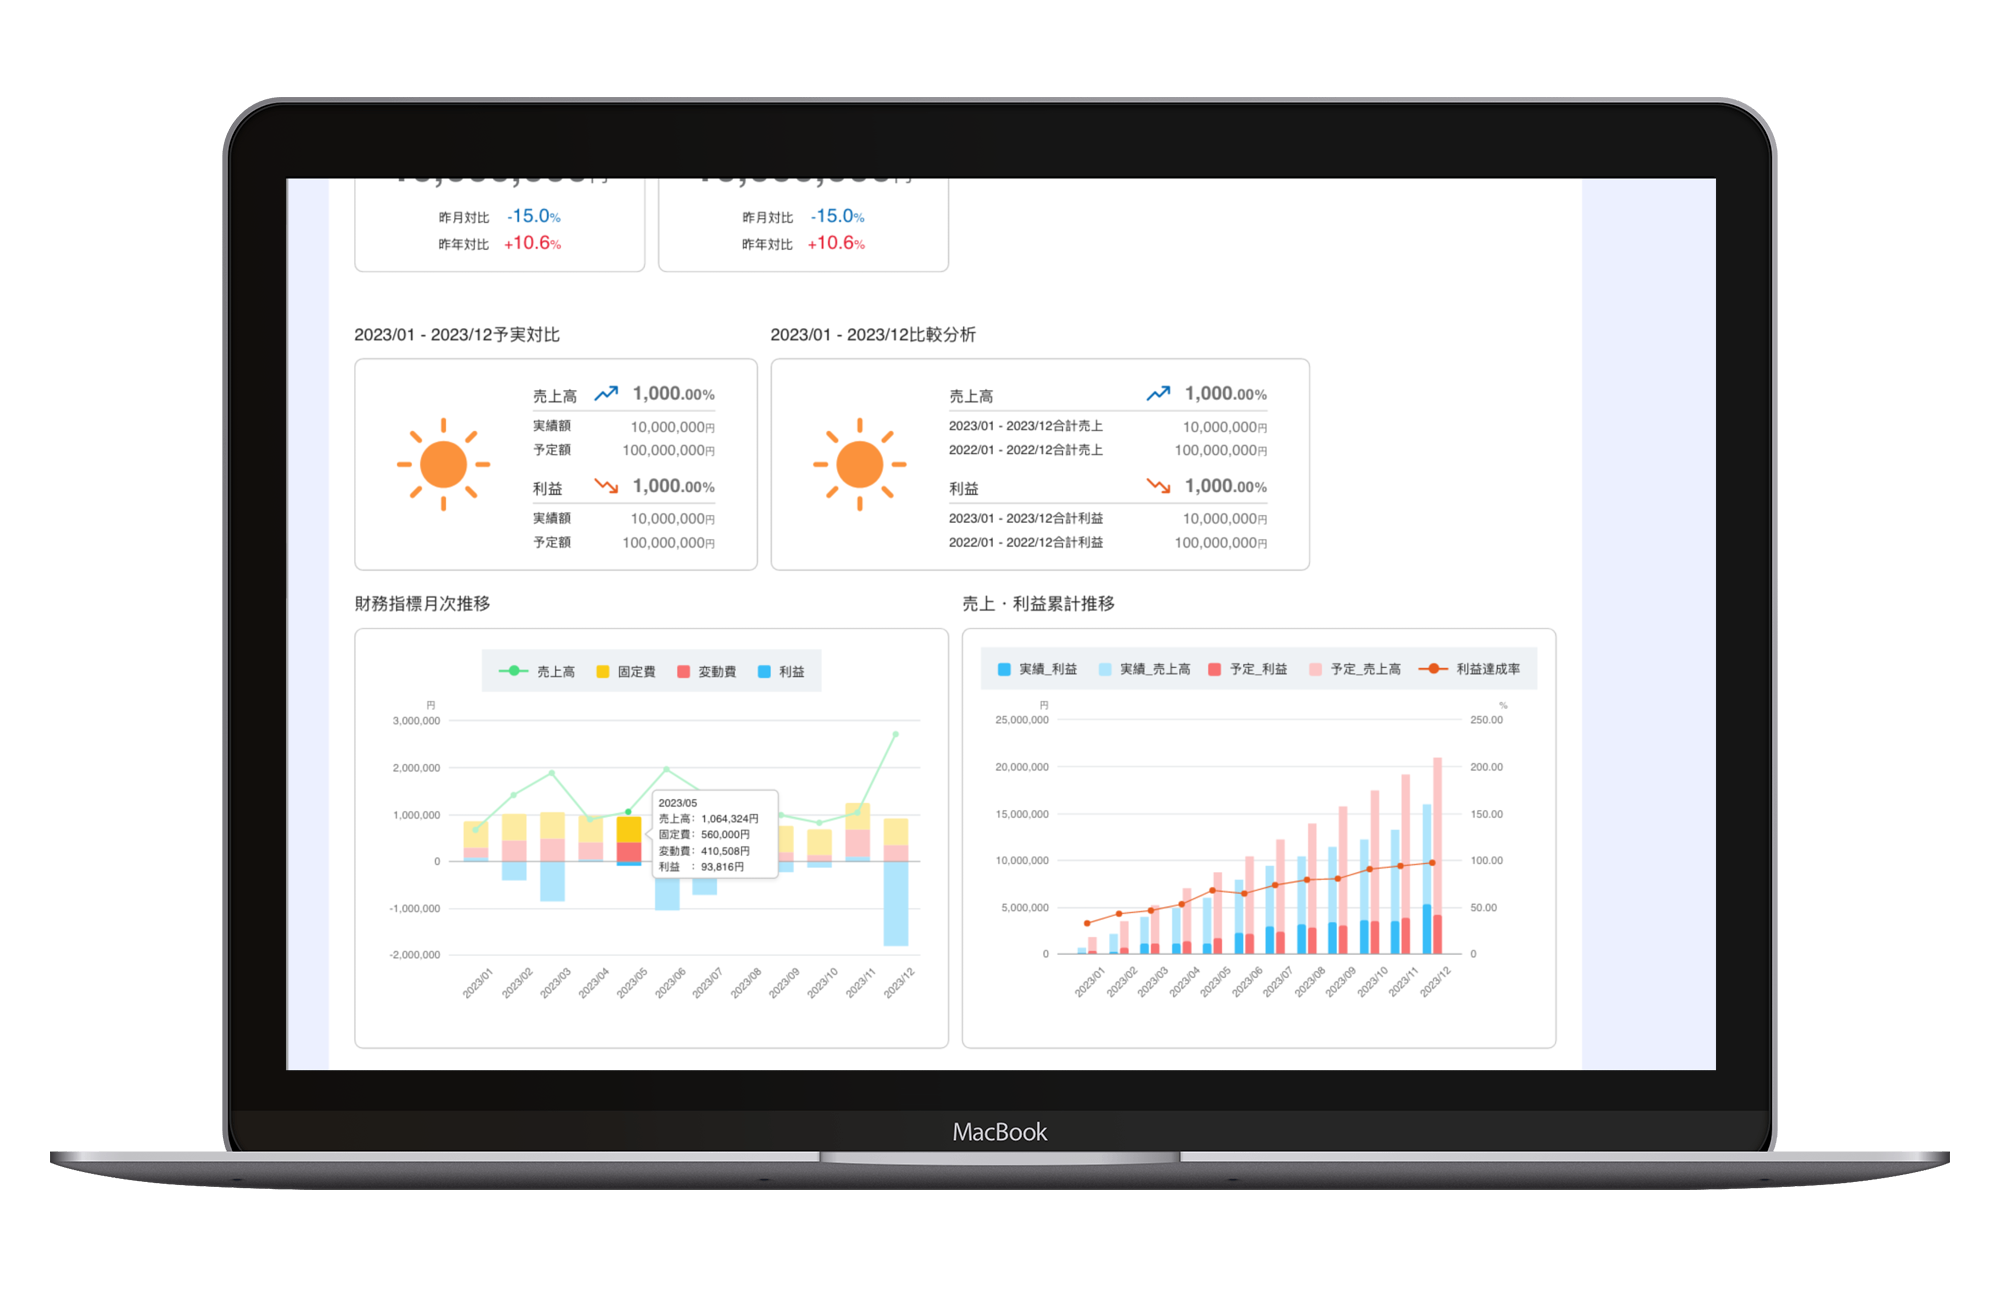 昨月対比 -15.0%
昨年対比 +10.6%
昨月対比 -15.0%
昨年対比 +10.6%
2023/01 - 2023/12予実対比
売上高 1,000.00%
実績額 10,000,000円
予定額 100,000,000円
利益 1,000.00%
実績額 10,000,000円
予定額 100,000,000円
2023/01 - 2023/12比較分析
売上高 1,000.00%
2023/01 - 2023/12合計売上 10,000,000円
2022/01 - 2022/12合計売上 100,000,000円
利益 1,000.00%
2023/01 - 2023/12合計利益 10,000,000円
2022/01 - 2022/12合計利益 100,000,000円
財務指標月次推移
売上高 固定費 変動費 利益
円
3,000,000
2,000,000
1,000,000
0
-1,000,000
-2,000,000
2023/05
売上高: 1,064,324円
固定費: 560,000円
変動費: 410,508円
利益 : 93,816円
2023/01 2023/02 2023/03 2023/04 2023/05 2023/06 2023/07 2023/08 2023/09 2023/10 2023/11 2023/12
売上・利益累計推移
実績_利益 実績_売上高 予定_利益 予定_売上高 利益達成率
円
25,000,000
20,000,000
15,000,000
10,000,000
5,000,000
0
%
250.00
200.00
150.00
100.00
50.00
0
2023/01 2023/02 2023/03 2023/04 2023/05 2023/06 2023/07 2023/08 2023/09 2023/10 2023/11 2023/12
MacBook